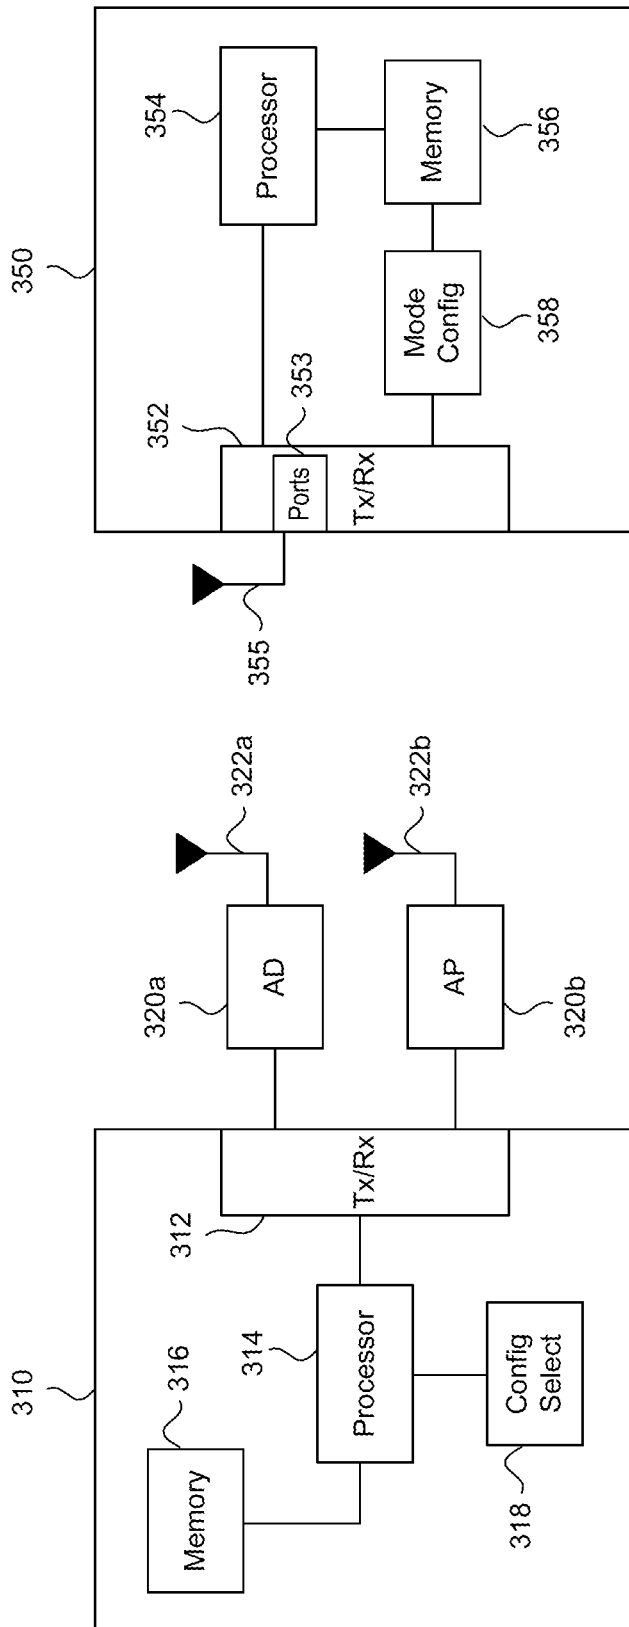 310
Memory
316
Processor
314
Config
Select
318
312
Tx/Rx
320a
AD
322a
AP
320b
322b
350
355
352
Ports
353
Tx/Rx
Processor
354
Mode
Config
358
Memory
356